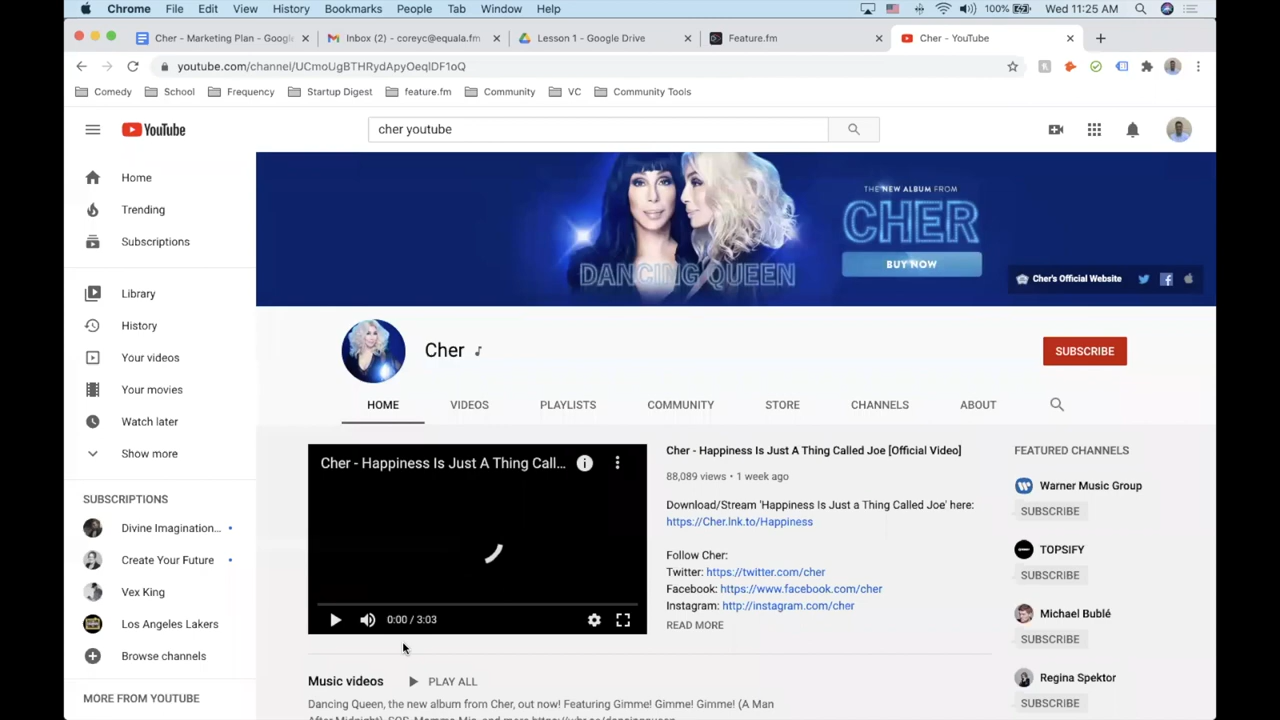 Chrome File Edit View History Bookmarks People Tab Window Help 100% Wed 11:25 AM
Cher - Marketing Plan - Google Inbox (2) - coreyc@equala.fm Lesson 1 - Google Drive Feature.fm Cher - YouTube
youtube.com/channel/UCmoUgBTHRydApyOeqlDF1oQ
Comedy School Frequency Startup Digest feature.fm Community VC Community Tools
YouTube
cher youtube
Home
Trending
Subscriptions
Library
History
Your videos
Your movies
Watch later
Show more
SUBSCRIPTIONS
Divine Imagination...
Create Your Future
Vex King
Los Angeles Lakers
Browse channels
MORE FROM YOUTUBE
THE NEW ALBUM FROM
CHER
DANCING QUEEN
BUY NOW
Cher's Official Website
Cher
SUBSCRIBE
HOME VIDEOS PLAYLISTS COMMUNITY STORE CHANNELS ABOUT
Cher - Happiness Is Just A Thing Call...
0:00 / 3:03
Cher - Happiness Is Just A Thing Called Joe [Official Video]
88,089 views • 1 week ago
Download/Stream 'Happiness Is Just a Thing Called Joe' here:
https://Cher.lnk.to/Happiness
Follow Cher:
Twitter: https://twitter.com/cher
Facebook: https://www.facebook.com/cher
Instagram: http://instagram.com/cher
READ MORE
FEATURED CHANNELS
Warner Music Group
SUBSCRIBE
TOPSIFY
SUBSCRIBE
Michael Bublé
SUBSCRIBE
Regina Spektor
SUBSCRIBE
Music videos PLAY ALL
Dancing Queen, the new album from Cher, out now! Featuring Gimme! Gimme! Gimme! (A Man
After Midnight), SOS, Mamma Mia, and more